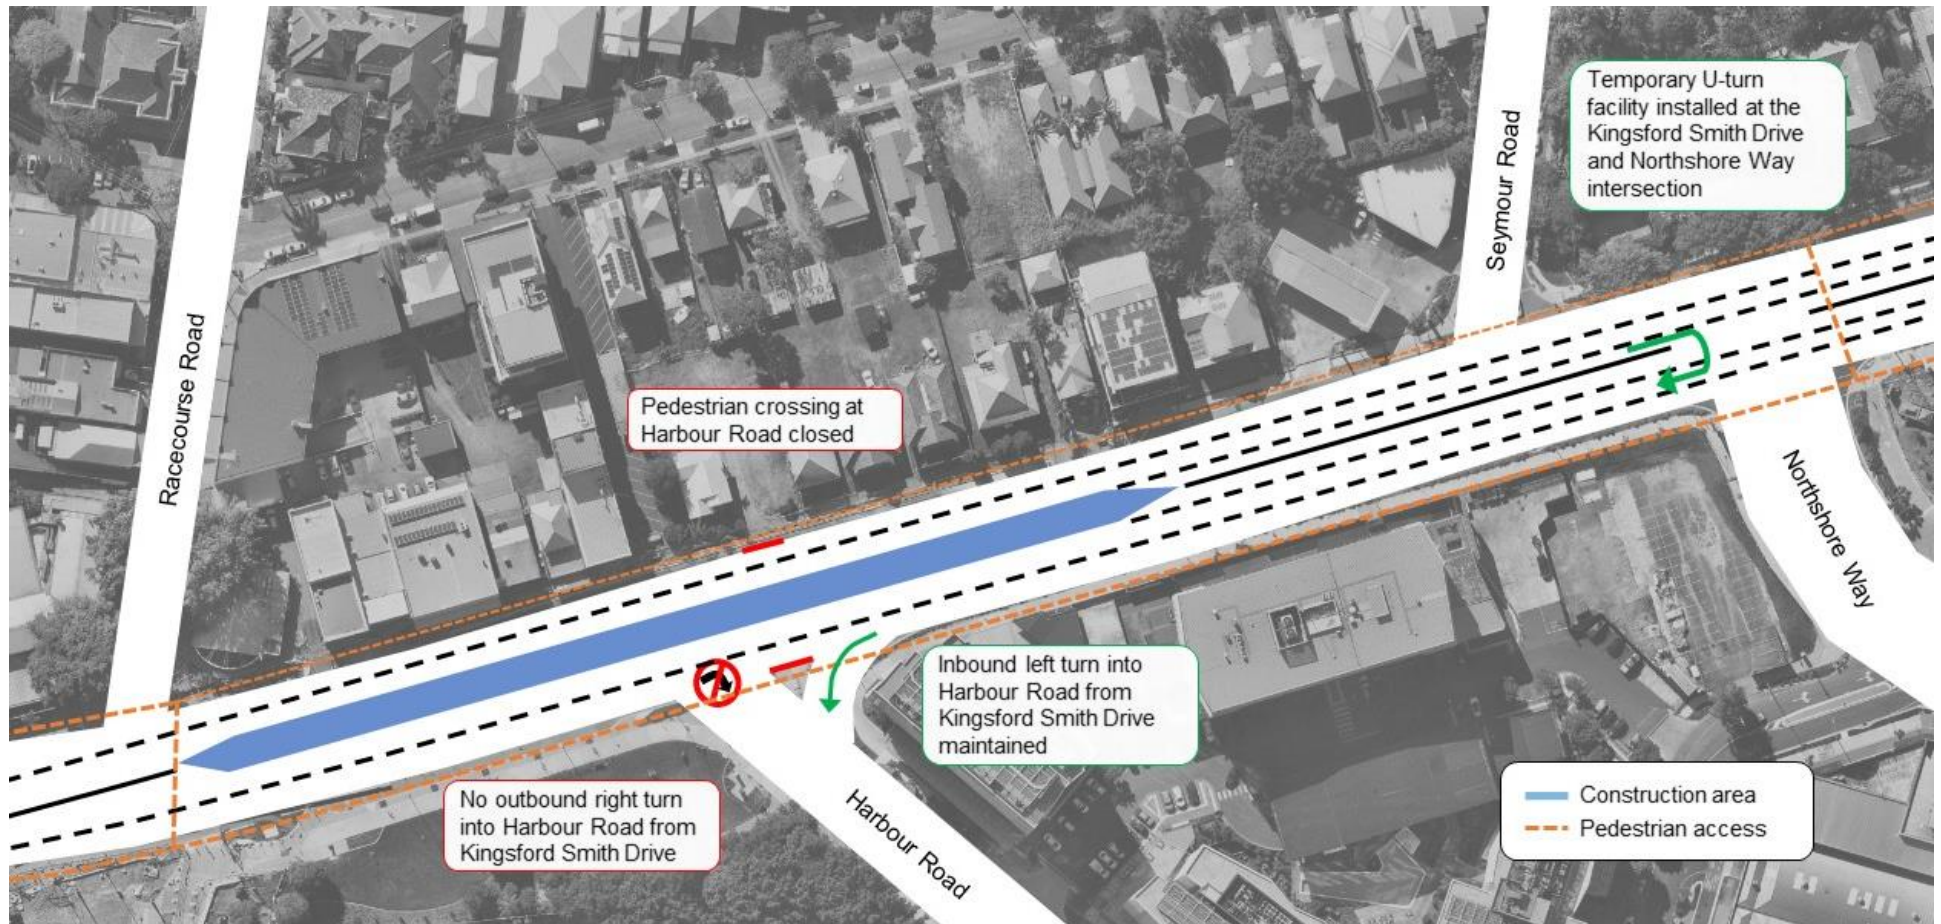 Temporary U-turn
facility installed at the
Kingsford Smith Drive
and Northshore Way
intersection
Seymour Road
Racecourse Road
Pedestrian crossing at
Harbour Road closed
Northshore Way
Inbound left turn into
Harbour Road from
Kingsford Smith Drive
maintained
No outbound right turn
into Harbour Road from
Kingsford Smith Drive
Harbour Road
Construction area
Pedestrian access